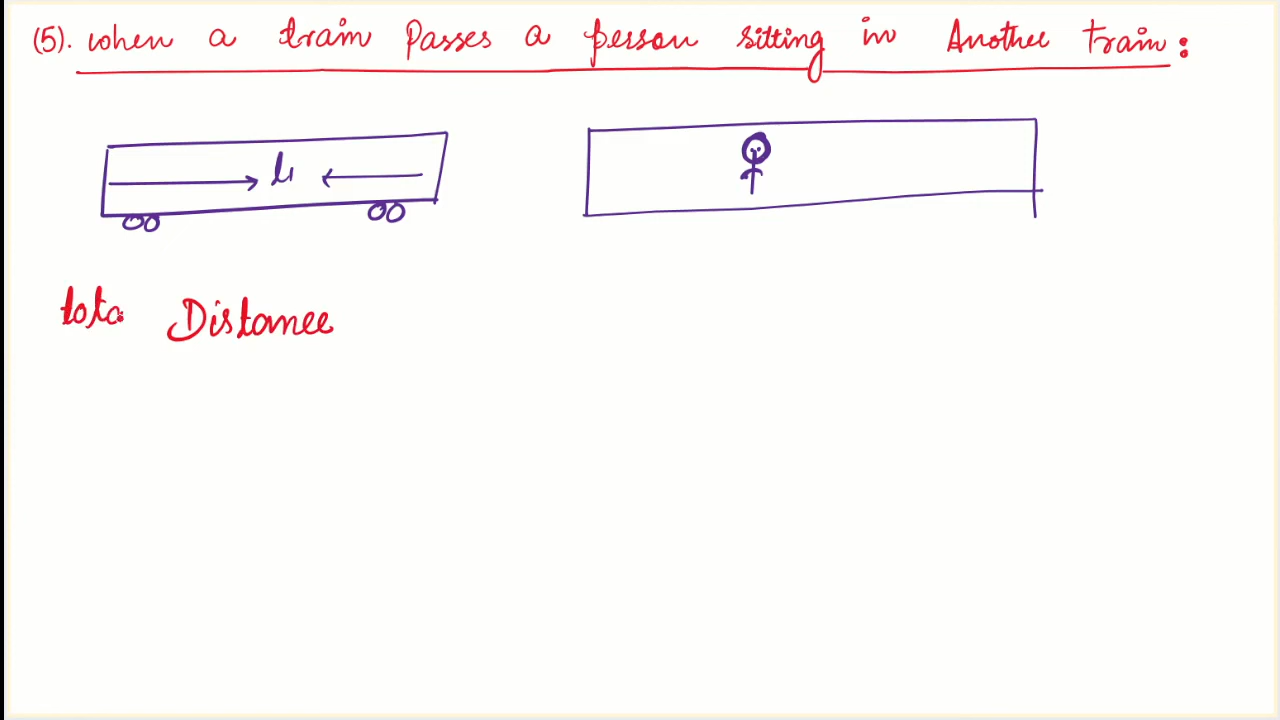 (5). when a train Passes a person sitting in Another train:
l1
tota Distance